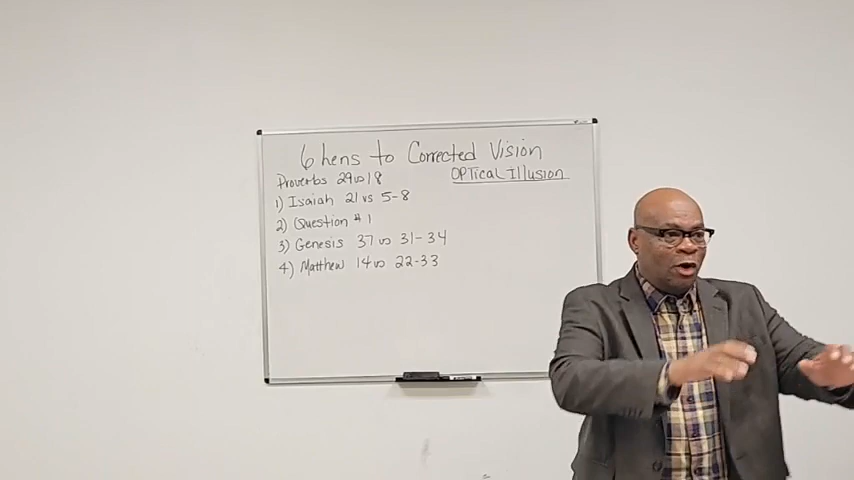 6 Lens to Corrected Vision
Proverbs 29 vs 18
OPTical Illusion
1) Isaiah 21 vs 5-8
2) Question # 1
3) Genesis 37 vs 31-34
4) Matthew 14 vs 22-33